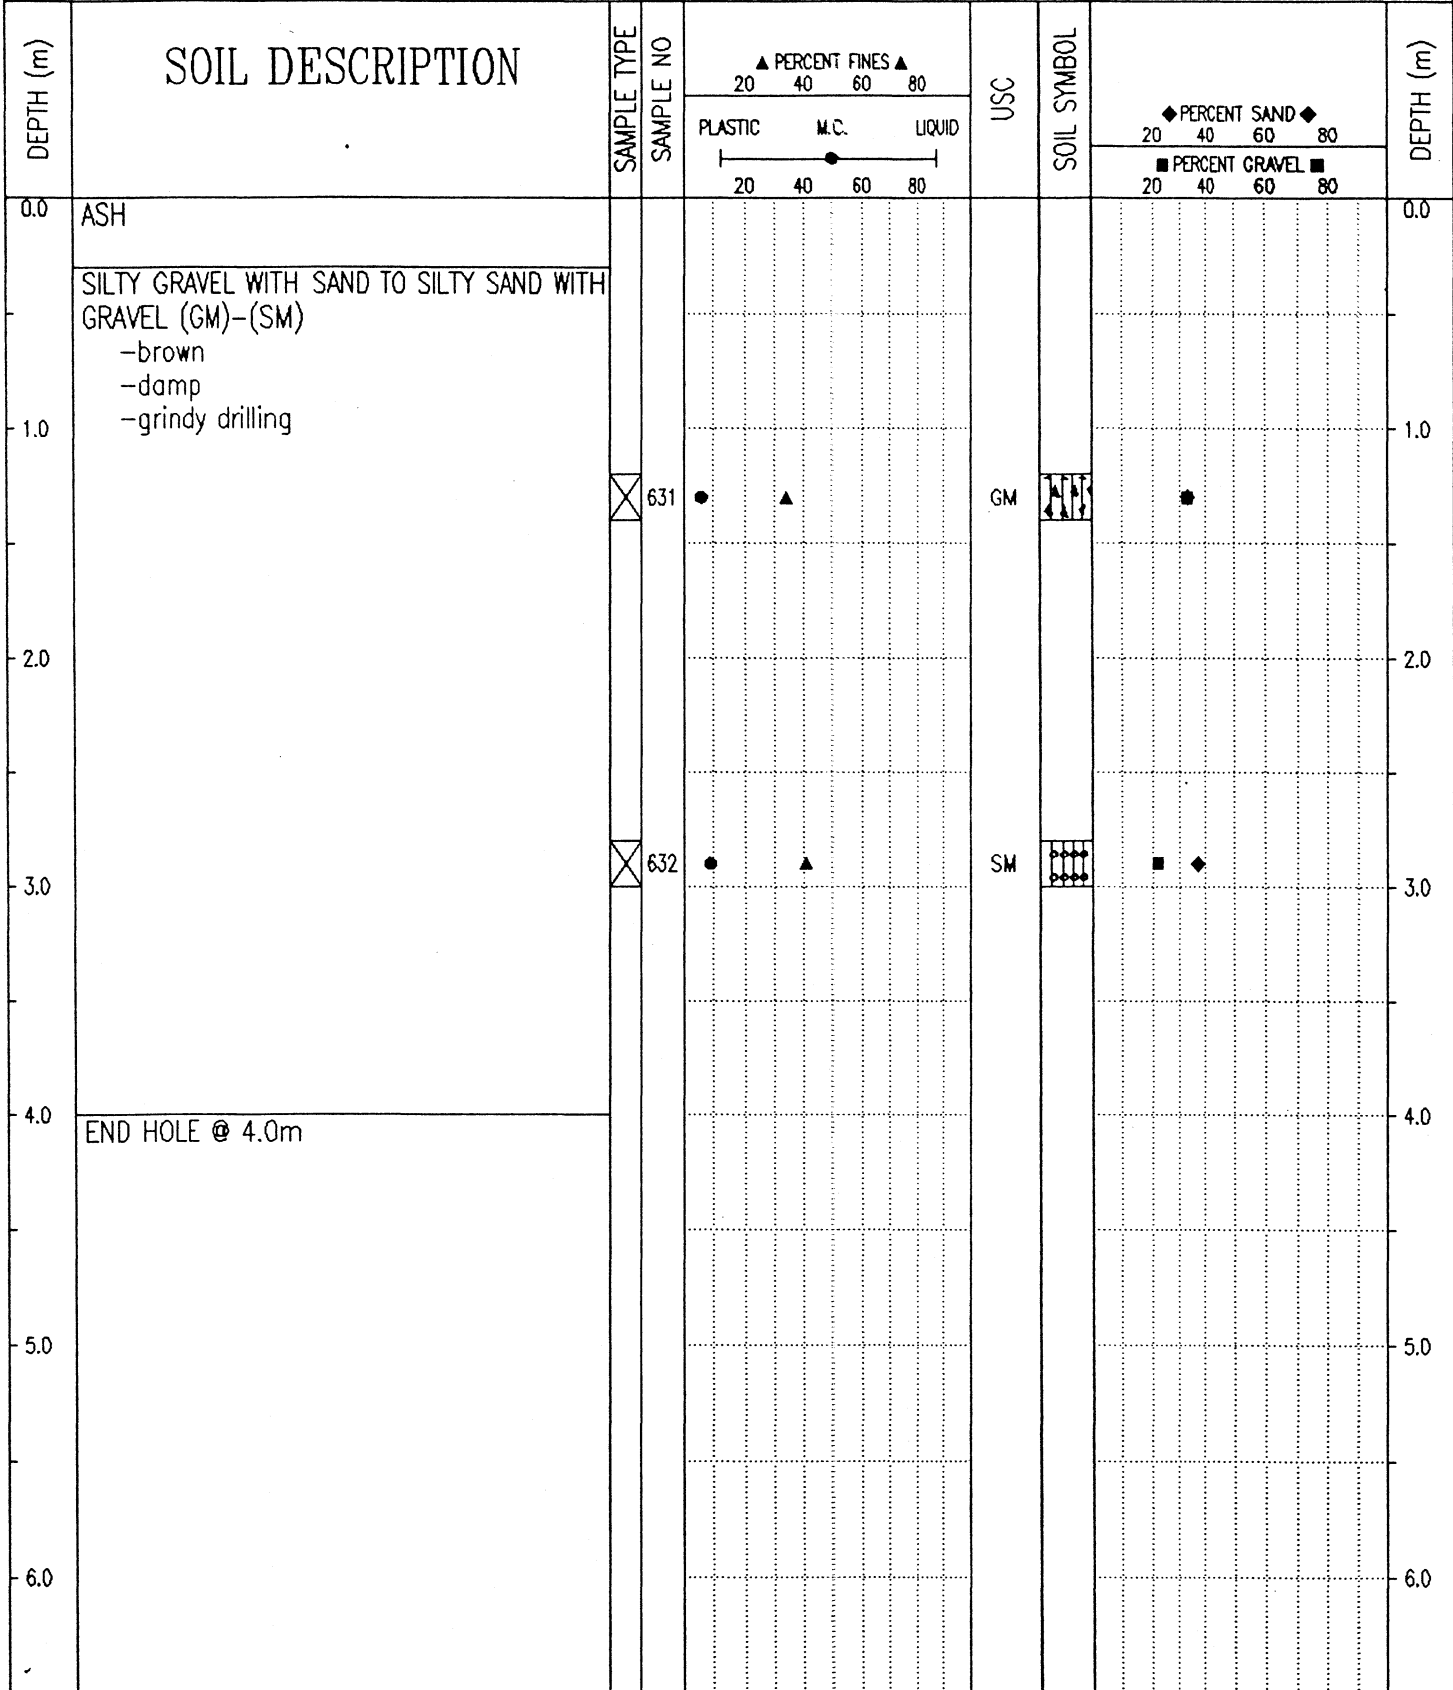 DEPTH (m)
SOIL DESCRIPTION
SAMPLE TYPE
SAMPLE NO
▲ PERCENT FINES ▲
20 40 60 80
PLASTIC M.C. LIQUID
20 40 60 80
USC
SOIL SYMBOL
◆ PERCENT SAND ◆
20 40 60 80
■ PERCENT GRAVEL ■
20 40 60 80
DEPTH (m)
0.0 ASH 0.0
SILTY GRAVEL WITH SAND TO SILTY SAND WITH
GRAVEL (GM)-(SM)
-brown
-damp
-grindy drilling
1.0 1.0
631 GM
2.0 2.0
632 SM
3.0 3.0
4.0 4.0
END HOLE @ 4.0m
5.0 5.0
6.0 6.0